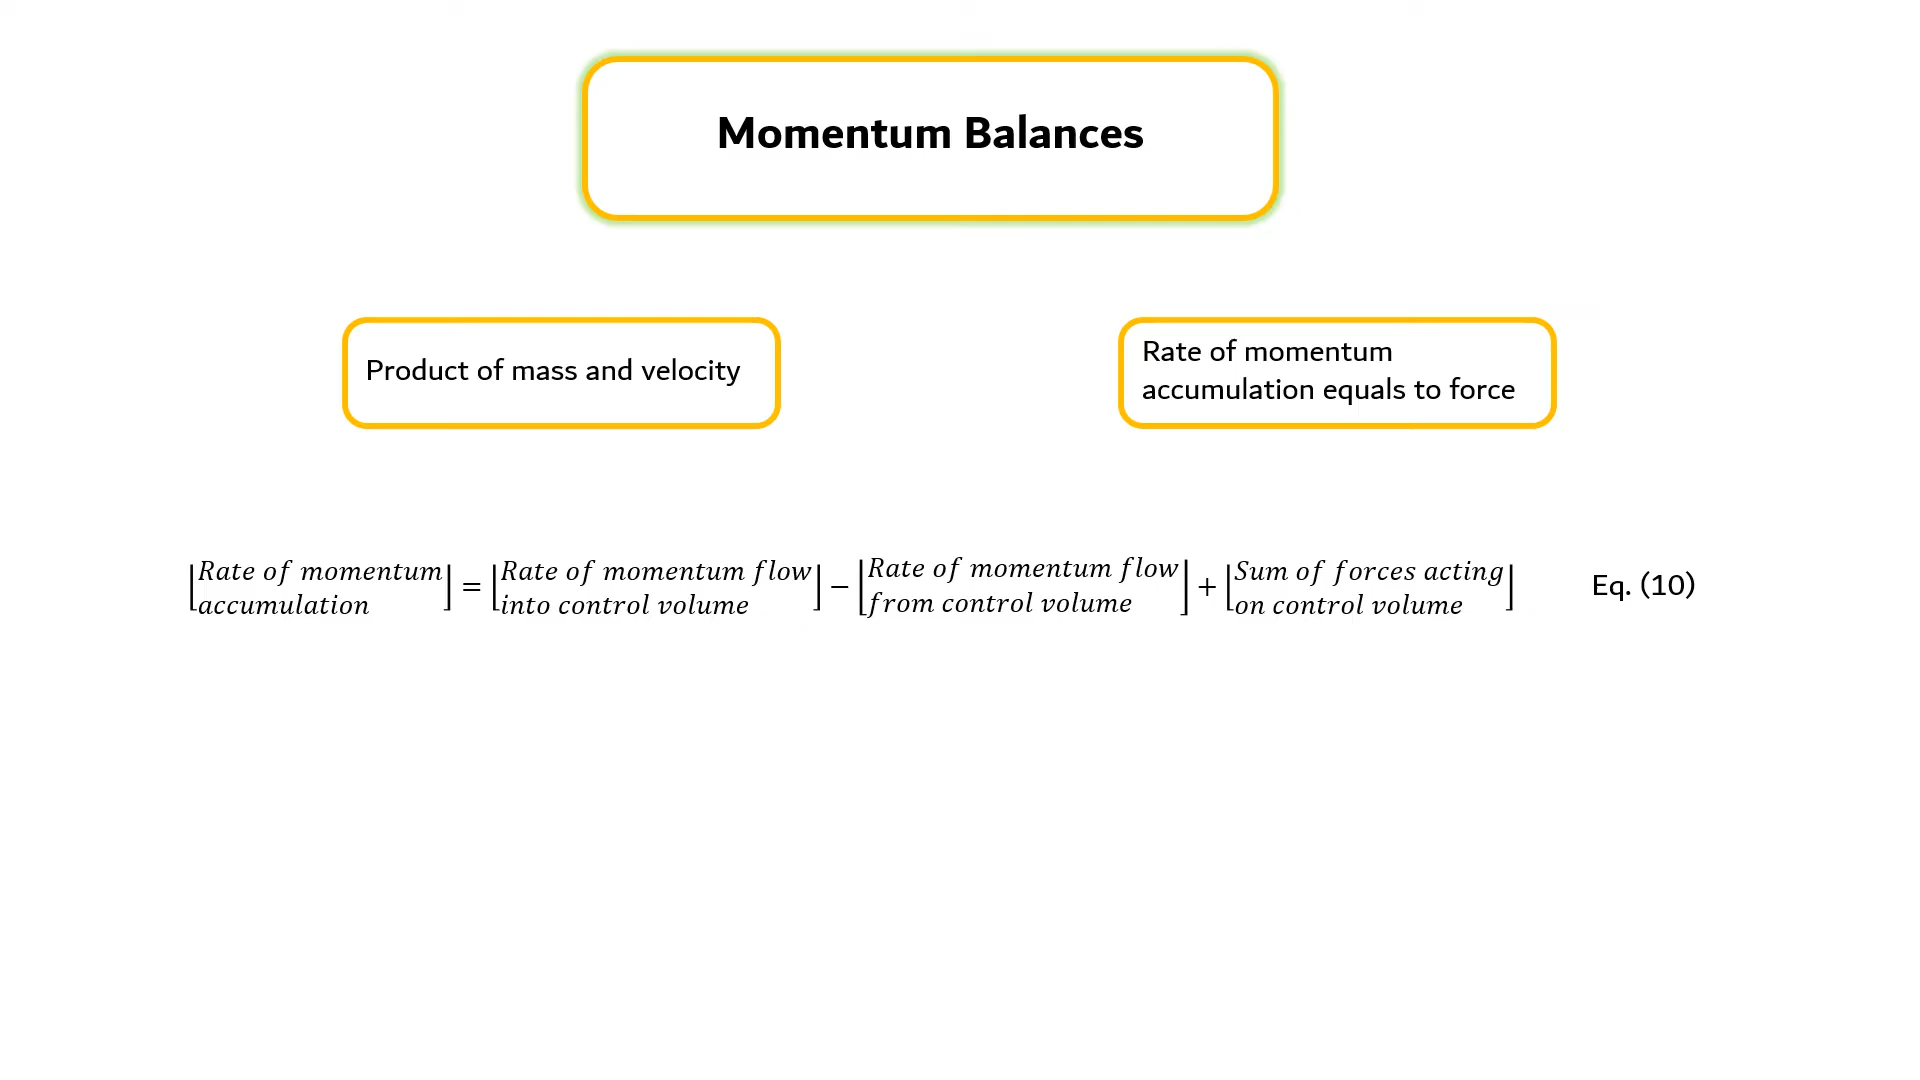 Momentum Balances
Product of mass and velocity
Rate of momentum
accumulation equals to force
⌊Rate of momentum accumulation⌋ = ⌊Rate of momentum flow into control volume⌋ − ⌊Rate of momentum flow from control volume⌋ + ⌊Sum of forces acting on control volume⌋ Eq. (10)